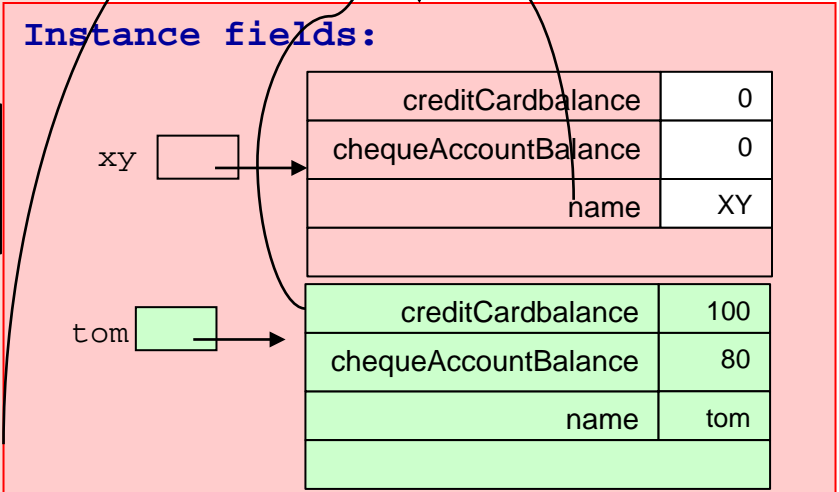 Instance fields:
creditCardbalance 0
xy chequeAccountBalance 0
name XY
creditCardbalance 100
tom chequeAccountBalance 80
name tom